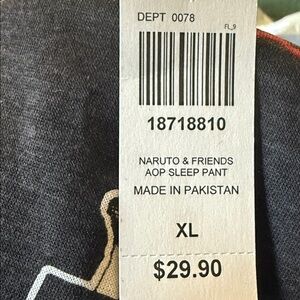 DEPT 0078
FL_9
18718810
NARUTO & FRIENDS
AOP SLEEP PANT
MADE IN PAKISTAN
XL
$29.90